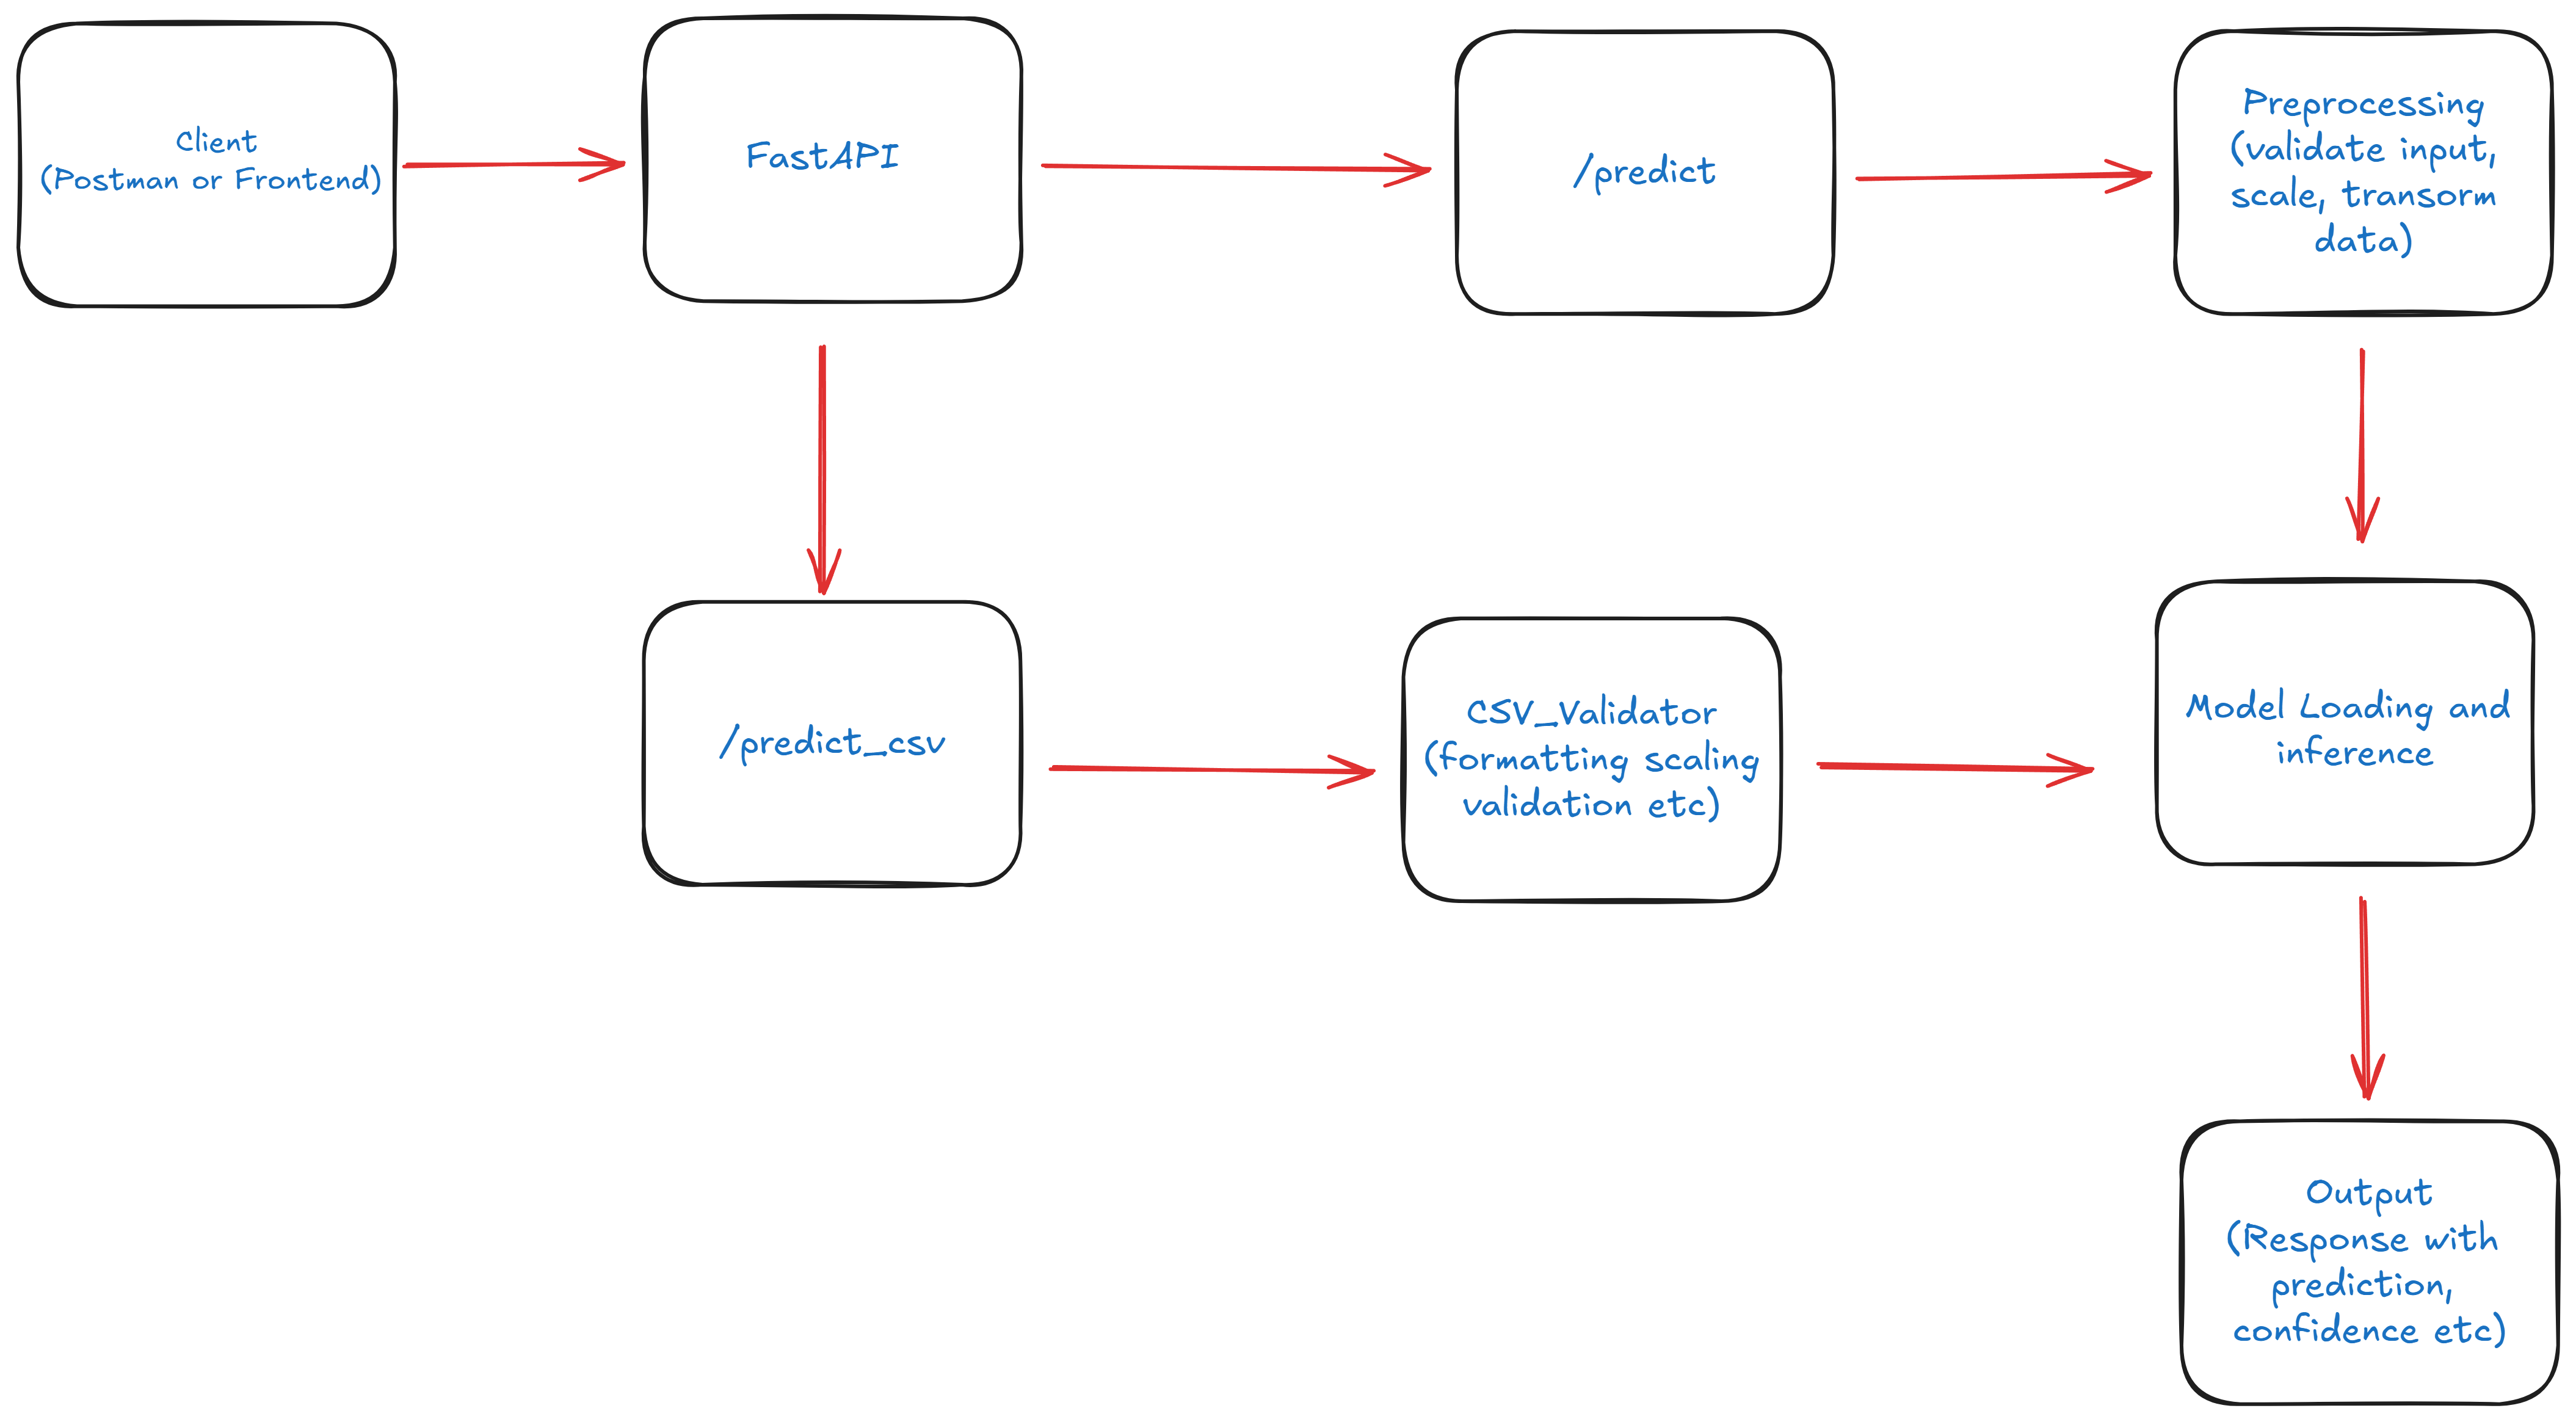 Client
(Postman or Frontend)
FastAPI
/predict
Preprocessing
(validate input,
scale, transorm
data)
/predict_csv
CSV_Validator
(formatting scaling
validation etc)
Model Loading and
inference
Output
(Response with
prediction,
confidence etc)